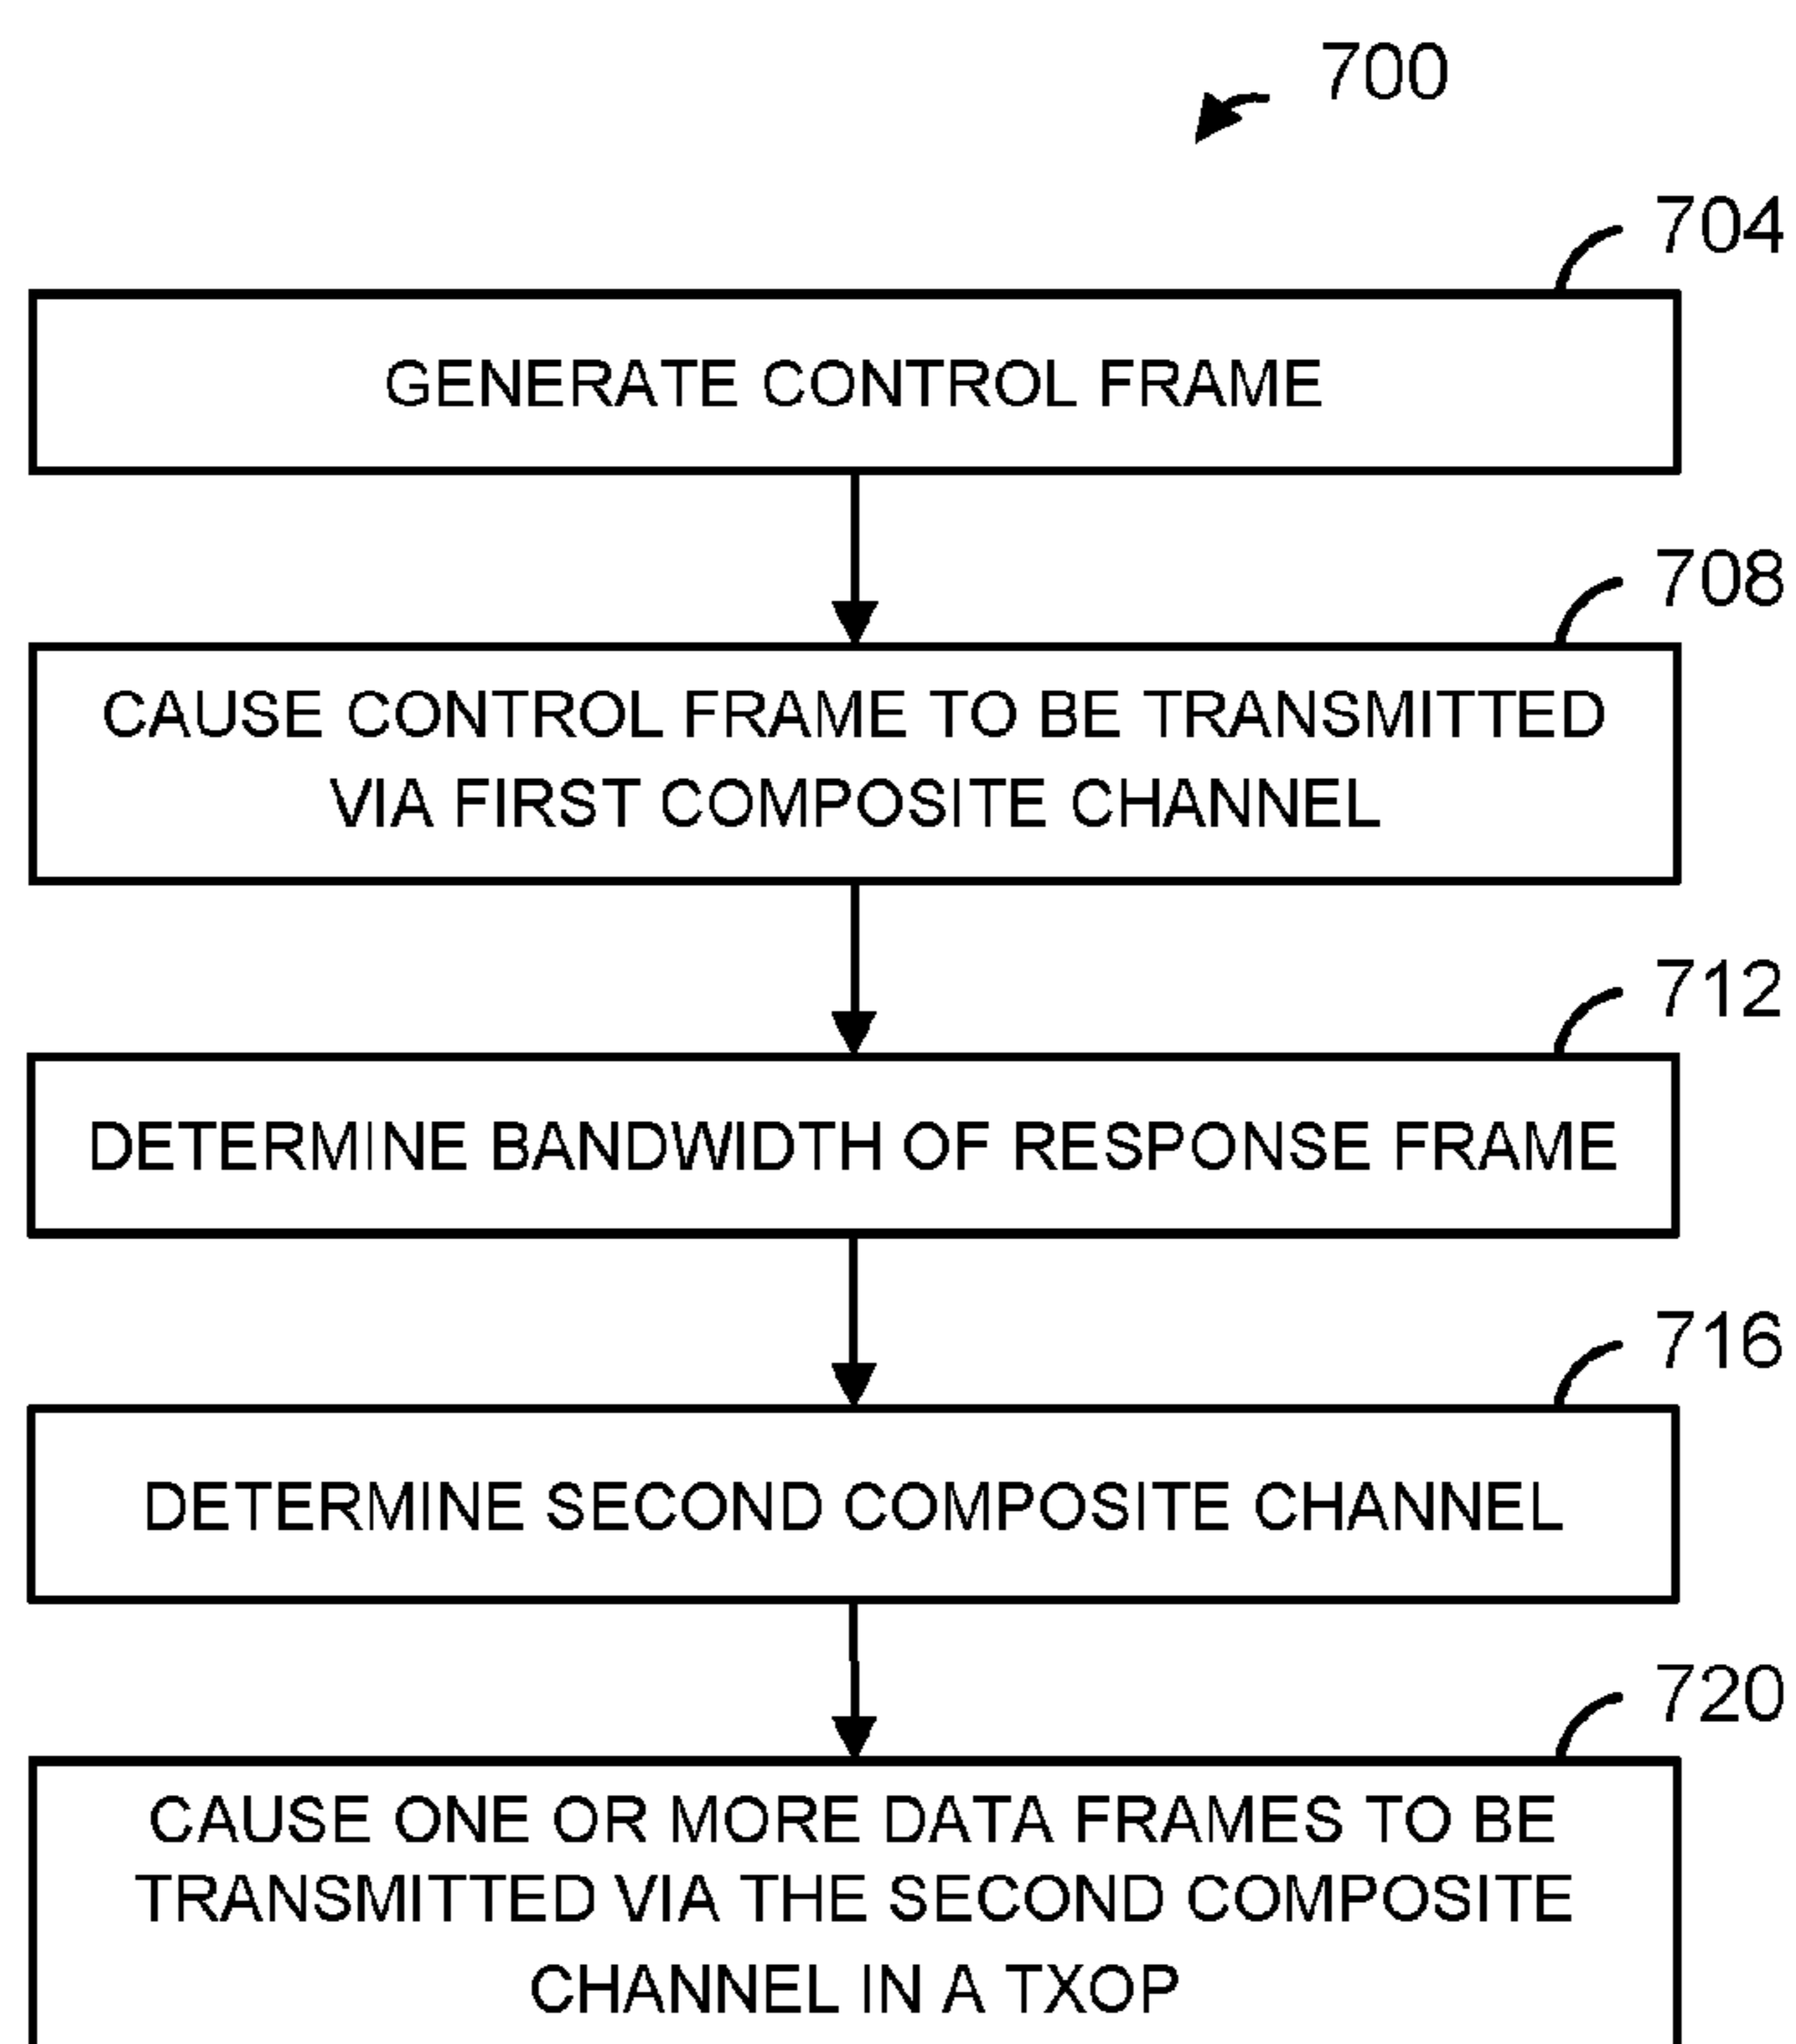 700
704
GENERATE CONTROL FRAME
708
CAUSE CONTROL FRAME TO BE TRANSMITTED
VIA FIRST COMPOSITE CHANNEL
712
DETERMINE BANDWIDTH OF RESPONSE FRAME
716
DETERMINE SECOND COMPOSITE CHANNEL
720
CAUSE ONE OR MORE DATA FRAMES TO BE
TRANSMITTED VIA THE SECOND COMPOSITE
CHANNEL IN A TXOP